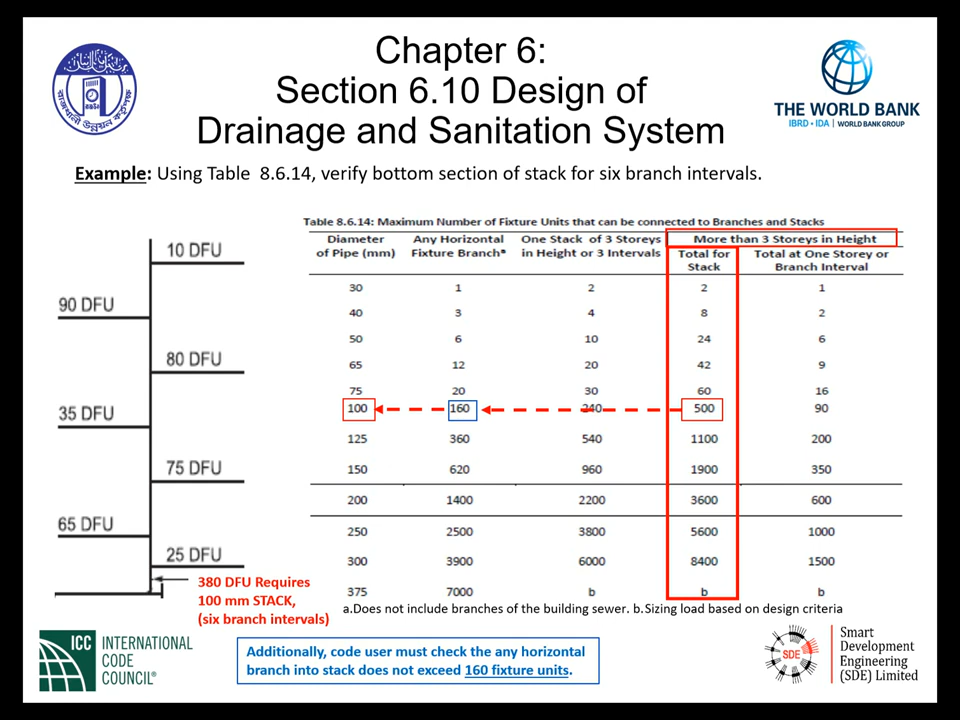 Chapter 6:
Section 6.10 Design of
Drainage and Sanitation System
THE WORLD BANK
IBRD • IDA | WORLD BANK GROUP
Example: Using Table 8.6.14, verify bottom section of stack for six branch intervals.
10 DFU
90 DFU
80 DFU
35 DFU
75 DFU
65 DFU
25 DFU
380 DFU Requires
100 mm STACK,
(six branch intervals)
Table 8.6.14: Maximum Number of Fixture Units that can be connected to Branches and Stacks
Diameter of Pipe (mm) Any Horizontal Fixture Branchᵃ One Stack of 3 Storeys in Height or 3 Intervals More than 3 Storeys in Height
Total for Stack Total at One Storey or Branch Interval
30 1 2 2 1
40 3 4 8 2
50 6 10 24 6
65 12 20 42 9
75 20 30 60 16
100 160 240 500 90
125 360 540 1100 200
150 620 960 1900 350
200 1400 2200 3600 600
250 2500 3800 5600 1000
300 3900 6000 8400 1500
375 7000 b b b
a.Does not include branches of the building sewer. b.Sizing load based on design criteria
ICC INTERNATIONAL
CODE
COUNCIL®
Additionally, code user must check the any horizontal
branch into stack does not exceed 160 fixture units.
SDE
Smart
Development
Engineering
(SDE) Limited